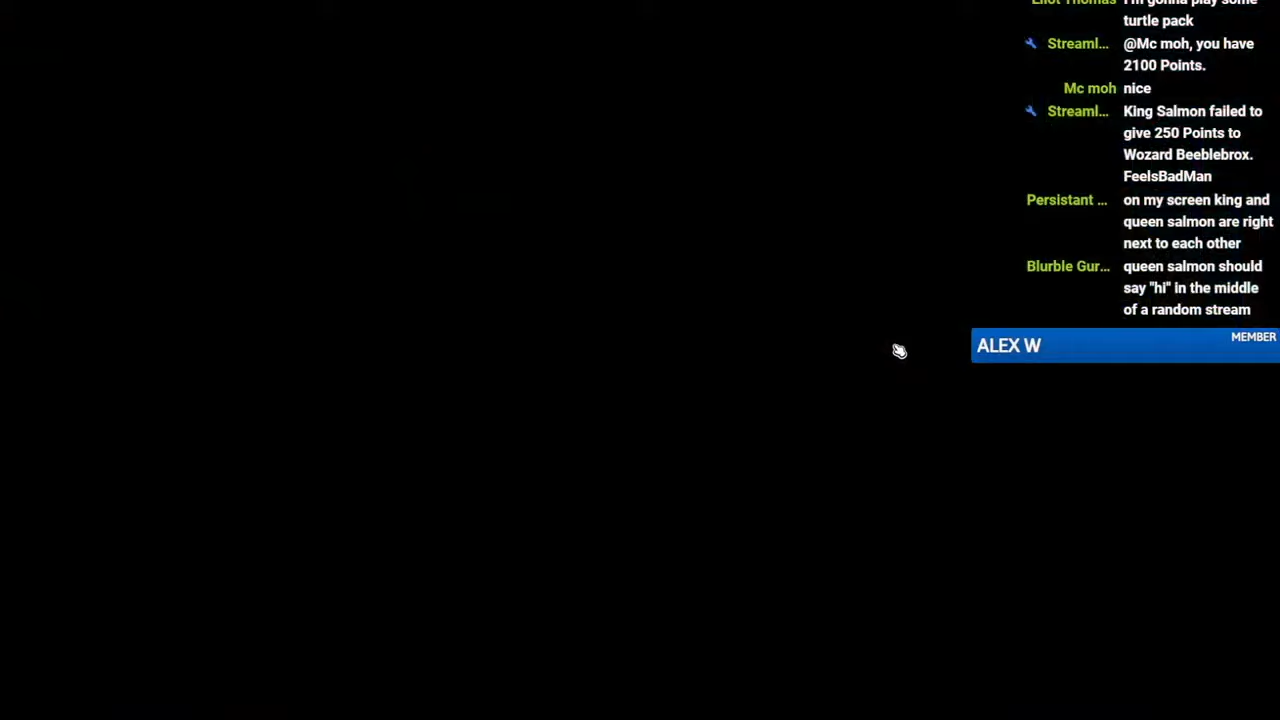 Eliot Thomas I'm gonna play some
turtle pack
Streaml... @Mc moh, you have
2100 Points.
Mc moh nice
Streaml... King Salmon failed to
give 250 Points to
Wozard Beeblebrox.
FeelsBadMan
Persistant ... on my screen king and
queen salmon are right
next to each other
Blurble Gur... queen salmon should
say "hi" in the middle
of a random stream
ALEX W MEMBER